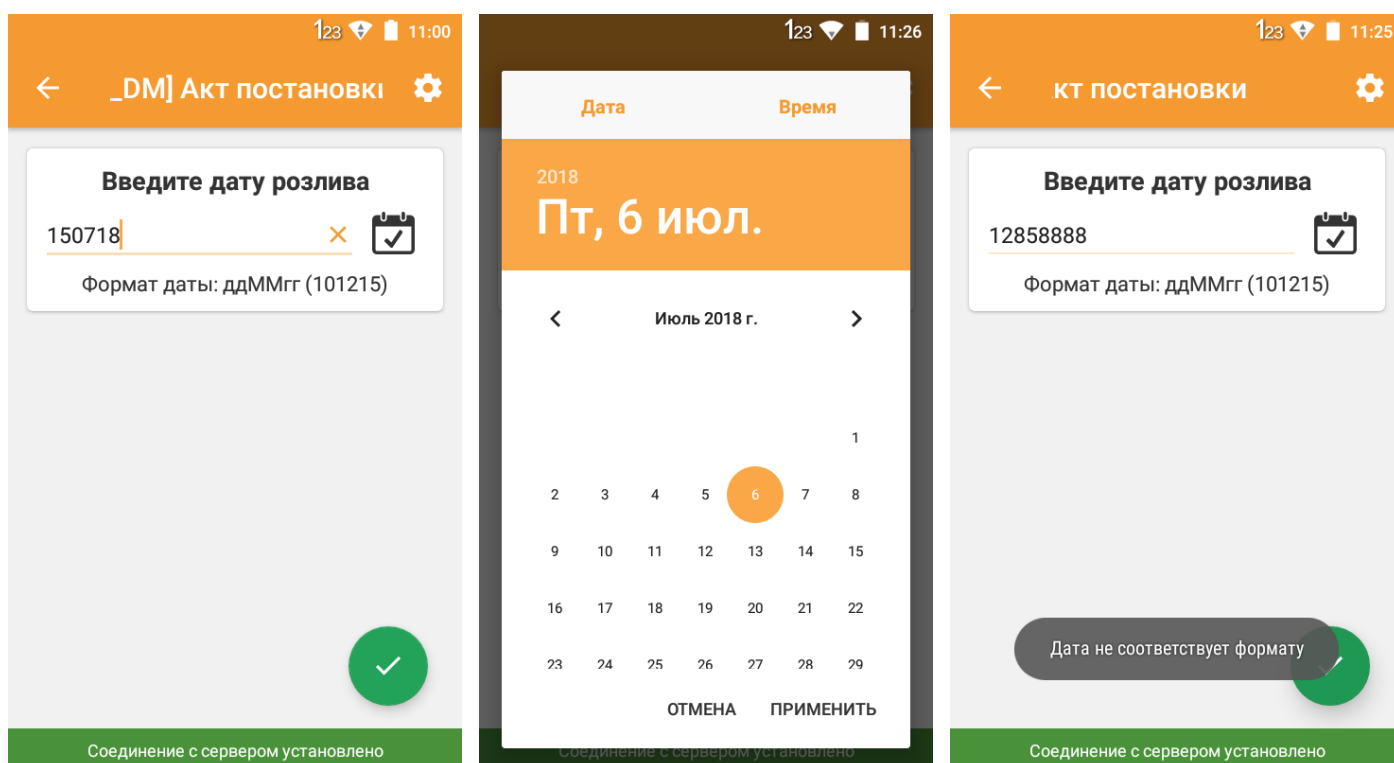 123 11:00
_DM] Акт постановкі
Введите дату розлива
150718
Формат даты: ддММгг (101215)
Соединение с сервером установлено
123 11:26
Дата Время
2018
Пт, 6 июл.
Июль 2018 г.
1
2 3 4 5 6 7 8
9 10 11 12 13 14 15
16 17 18 19 20 21 22
23 24 25 26 27 28 29
ОТМЕНА ПРИМЕНИТЬ
Соединение с сервером установлено
123 11:25
кт постановки
Введите дату розлива
12858888
Формат даты: ддММгг (101215)
Дата не соответствует формату
Соединение с сервером установлено